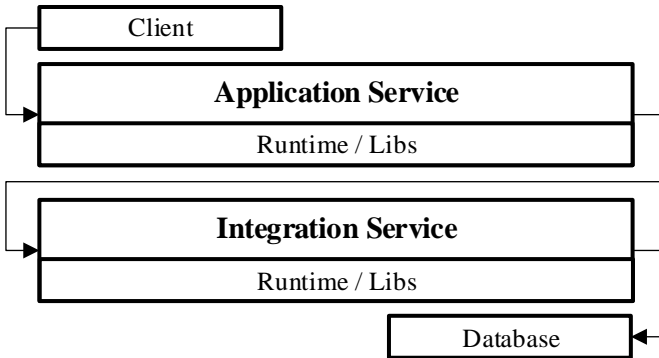 Client
Application Service
Runtime / Libs
Integration Service
Runtime / Libs
Database